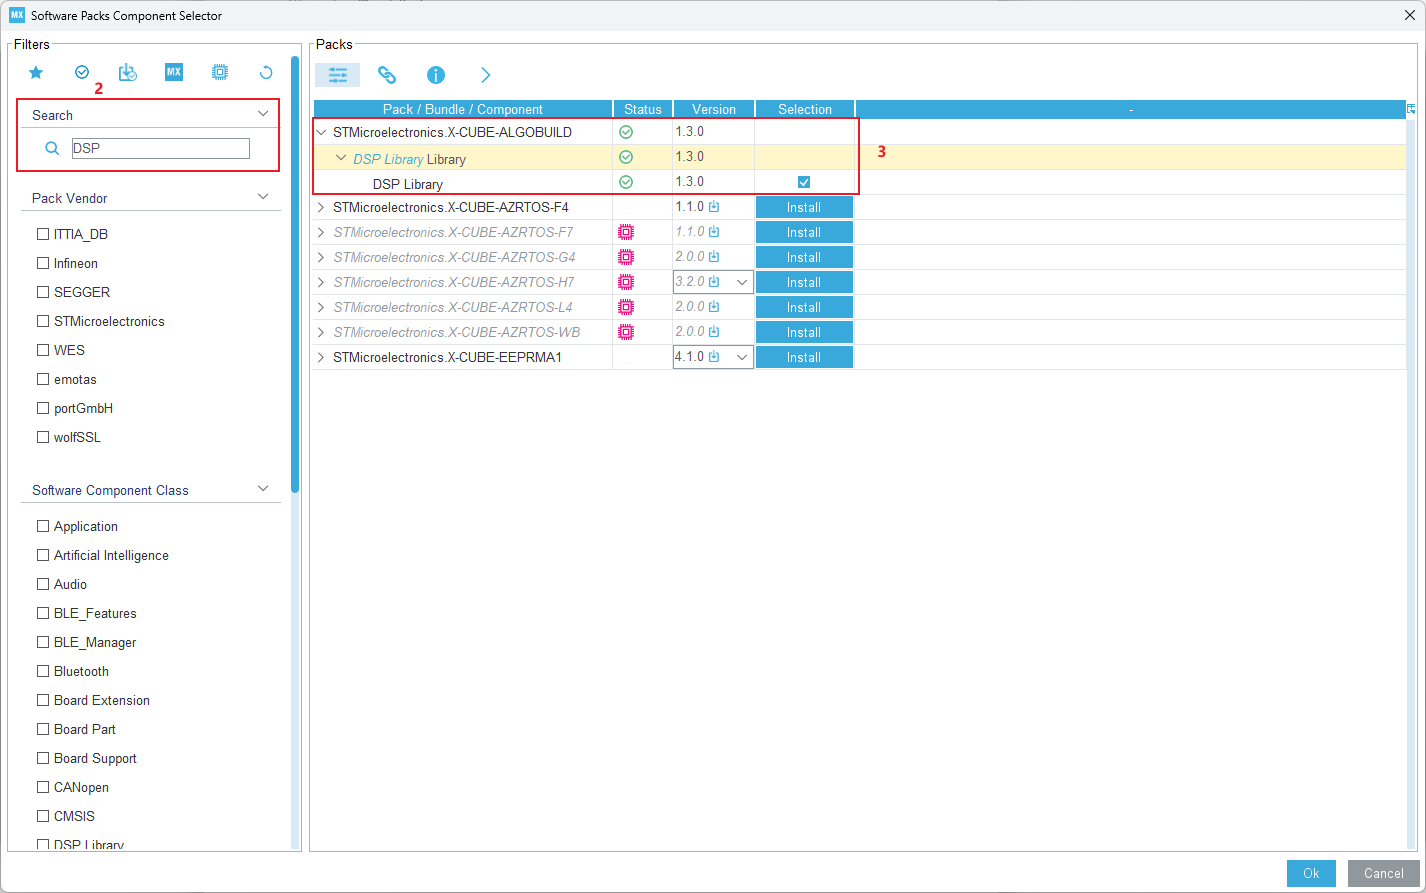 MX Software Packs Component Selector
Filters
MX
2
Search
DSP
Pack Vendor
ITTIA_DB
Infineon
SEGGER
STMicroelectronics
WES
emotas
portGmbH
wolfSSL
Software Component Class
Application
Artificial Intelligence
Audio
BLE_Features
BLE_Manager
Bluetooth
Board Extension
Board Part
Board Support
CANopen
CMSIS
DSP Library
Packs
Pack / Bundle / Component Status Version Selection -
STMicroelectronics.X-CUBE-ALGOBUILD 1.3.0
DSP Library Library 1.3.0
3
DSP Library 1.3.0
STMicroelectronics.X-CUBE-AZRTOS-F4 1.1.0 Install
STMicroelectronics.X-CUBE-AZRTOS-F7 1.1.0 Install
STMicroelectronics.X-CUBE-AZRTOS-G4 2.0.0 Install
STMicroelectronics.X-CUBE-AZRTOS-H7 3.2.0 Install
STMicroelectronics.X-CUBE-AZRTOS-L4 2.0.0 Install
STMicroelectronics.X-CUBE-AZRTOS-WB 2.0.0 Install
STMicroelectronics.X-CUBE-EEPRMA1 4.1.0 Install
Ok Cancel